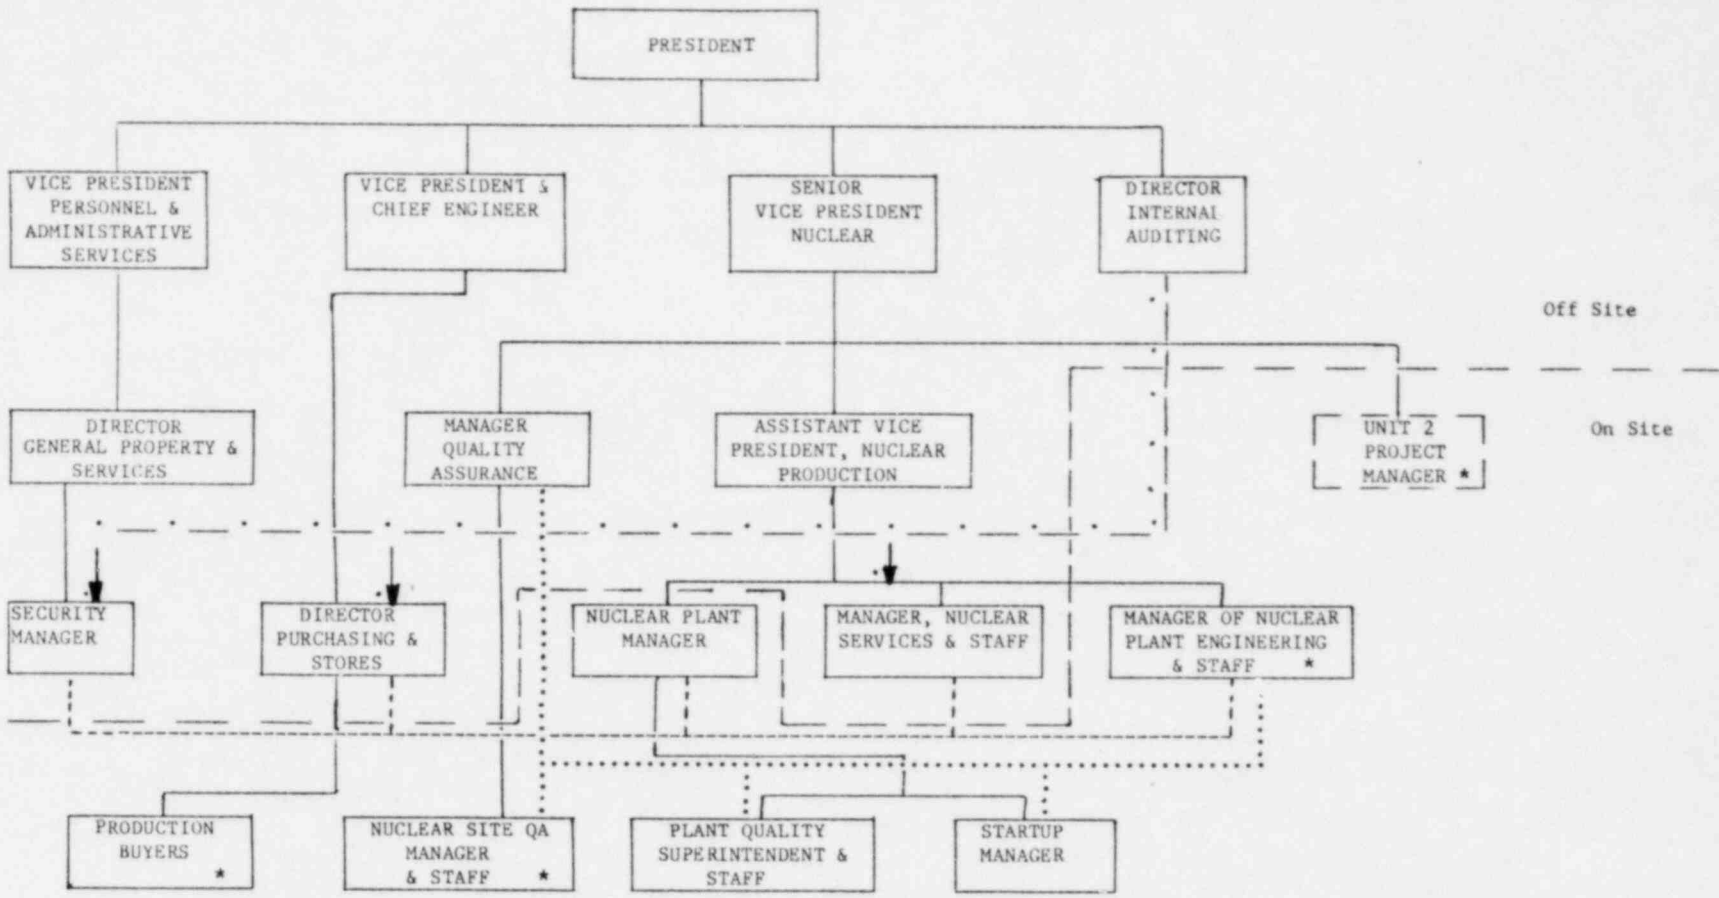 PRESIDENT
VICE PRESIDENT
PERSONNEL &
ADMINISTRATIVE
SERVICES
VICE PRESIDENT &
CHIEF ENGINEER
SENIOR
VICE PRESIDENT
NUCLEAR
DIRECTOR
INTERNAL
AUDITING
Off Site
DIRECTOR
GENERAL PROPERTY &
SERVICES
MANAGER
QUALITY
ASSURANCE
ASSISTANT VICE
PRESIDENT, NUCLEAR
PRODUCTION
UNIT 2
PROJECT
MANAGER *
On Site
SECURITY
MANAGER
DIRECTOR
PURCHASING &
STORES
NUCLEAR PLANT
MANAGER
MANAGER, NUCLEAR
SERVICES & STAFF
MANAGER OF NUCLEAR
PLANT ENGINEERING
& STAFF *
PRODUCTION
BUYERS
*
NUCLEAR SITE QA
MANAGER
& STAFF *
PLANT QUALITY
SUPERINTENDENT &
STAFF
STARTUP
MANAGER